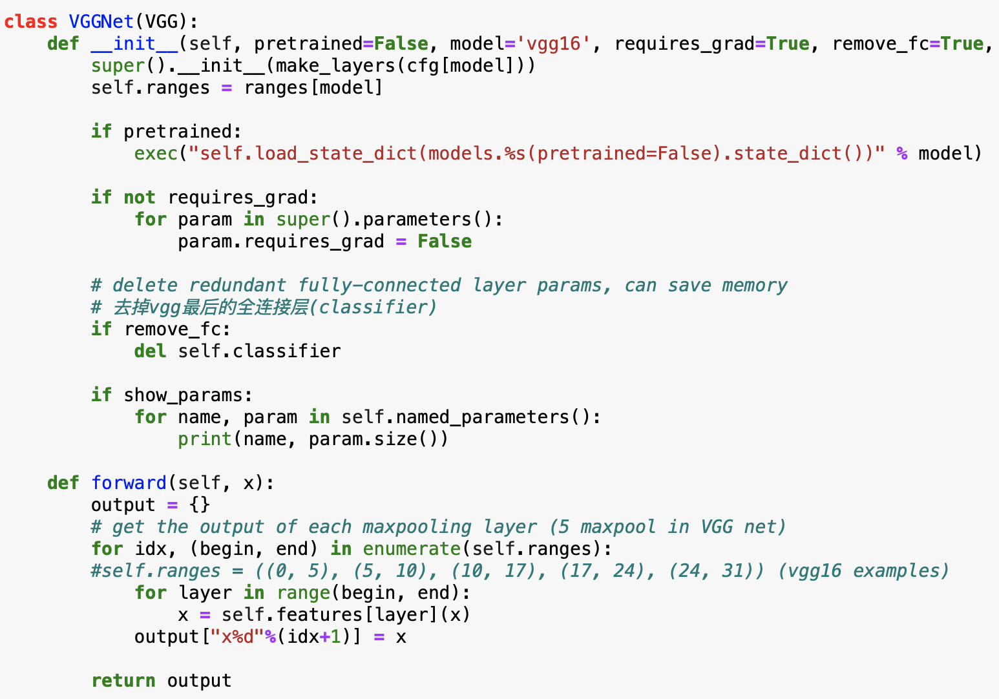 class VGGNet(VGG):
    def __init__(self, pretrained=False, model='vgg16', requires_grad=True, remove_fc=True,
        super().__init__(make_layers(cfg[model]))
        self.ranges = ranges[model]

        if pretrained:
            exec("self.load_state_dict(models.%s(pretrained=False).state_dict())" % model)

        if not requires_grad:
            for param in super().parameters():
                param.requires_grad = False

        # delete redundant fully-connected layer params, can save memory
        # 去掉vgg最后的全连接层(classifier)
        if remove_fc:
            del self.classifier

        if show_params:
            for name, param in self.named_parameters():
                print(name, param.size())

    def forward(self, x):
        output = {}
        # get the output of each maxpooling layer (5 maxpool in VGG net)
        for idx, (begin, end) in enumerate(self.ranges):
        #self.ranges = ((0, 5), (5, 10), (10, 17), (17, 24), (24, 31)) (vgg16 examples)
            for layer in range(begin, end):
                x = self.features[layer](x)
            output["x%d"%(idx+1)] = x

        return output